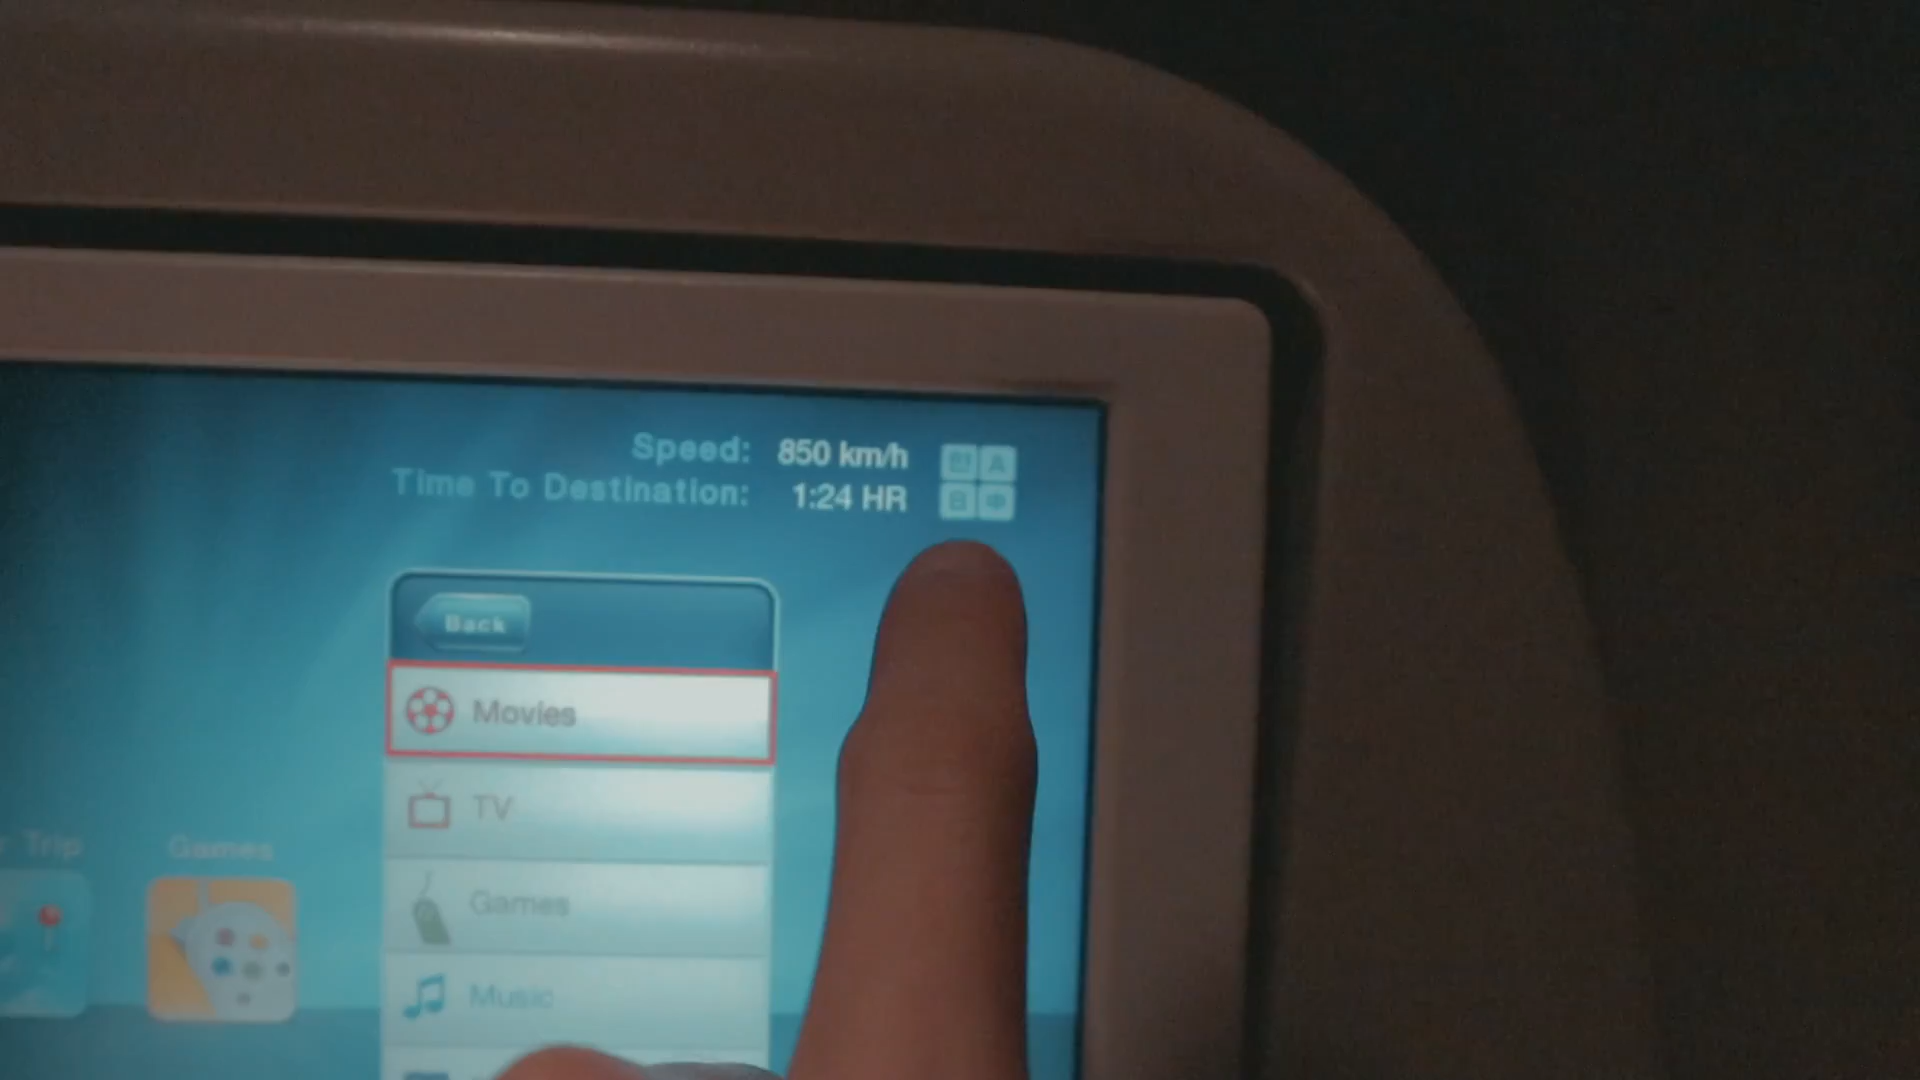 Speed: 850 km/h
Time To Destination: 1:24 HR
Back
Movies
TV
Games
Music
Trip
Games